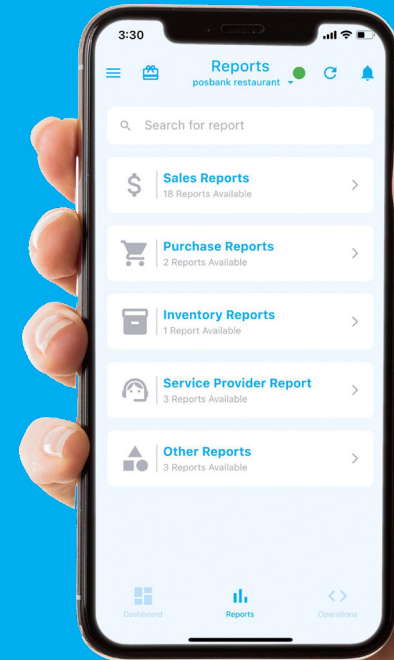 3:30
Reports
posbank restaurant
Search for report
Sales Reports
18 Reports Available
Purchase Reports
2 Reports Available
Inventory Reports
1 Report Available
Service Provider Report
3 Reports Available
Other Reports
3 Reports Available
Dashboard
Reports
Operations